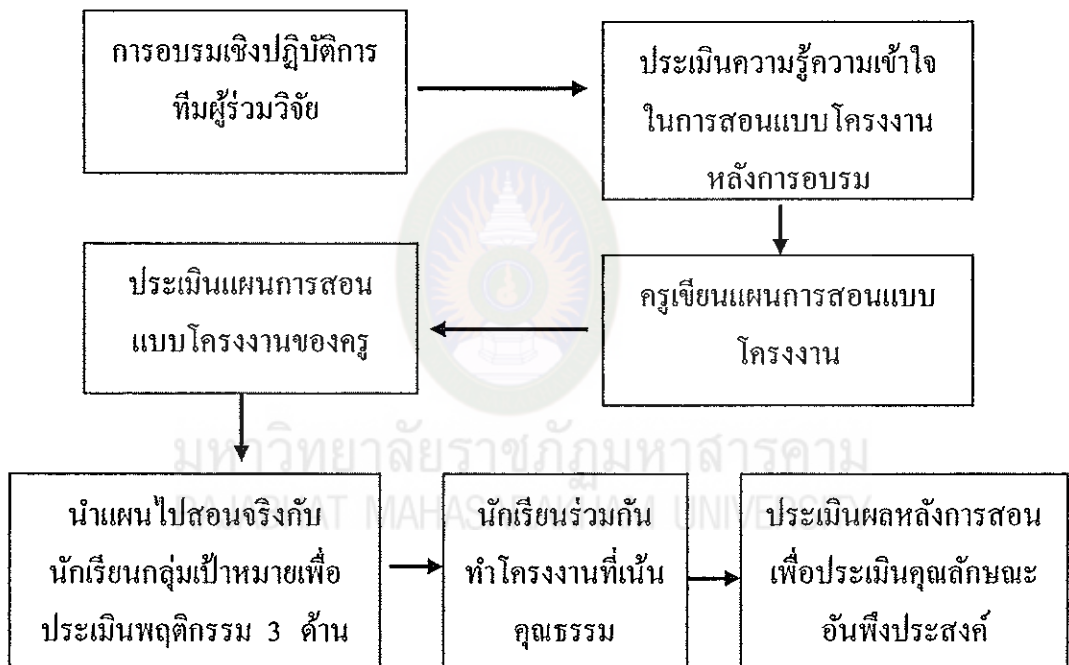 การอบรมเชิงปฏิบัติการ
ทีมผู้ร่วมวิจัย
ประเมินความรู้ความเข้าใจ
ในการสอนแบบโครงงาน
หลังการอบรม
ครูเขียนแผนการสอนแบบ
โครงงาน
ประเมินแผนการสอน
แบบโครงงานของครู
มหาวิทยาลัยราชภัฏมหาสารคาม
RAJABHAT MAHASARAKHAM UNIVERSITY
นำแผนไปสอนจริงกับ
นักเรียนกลุ่มเป้าหมายเพื่อ
ประเมินพฤติกรรม 3 ด้าน
นักเรียนร่วมกัน
ทำโครงงานที่เน้น
คุณธรรม
ประเมินผลหลังการสอน
เพื่อประเมินคุณลักษณะ
อันพึงประสงค์